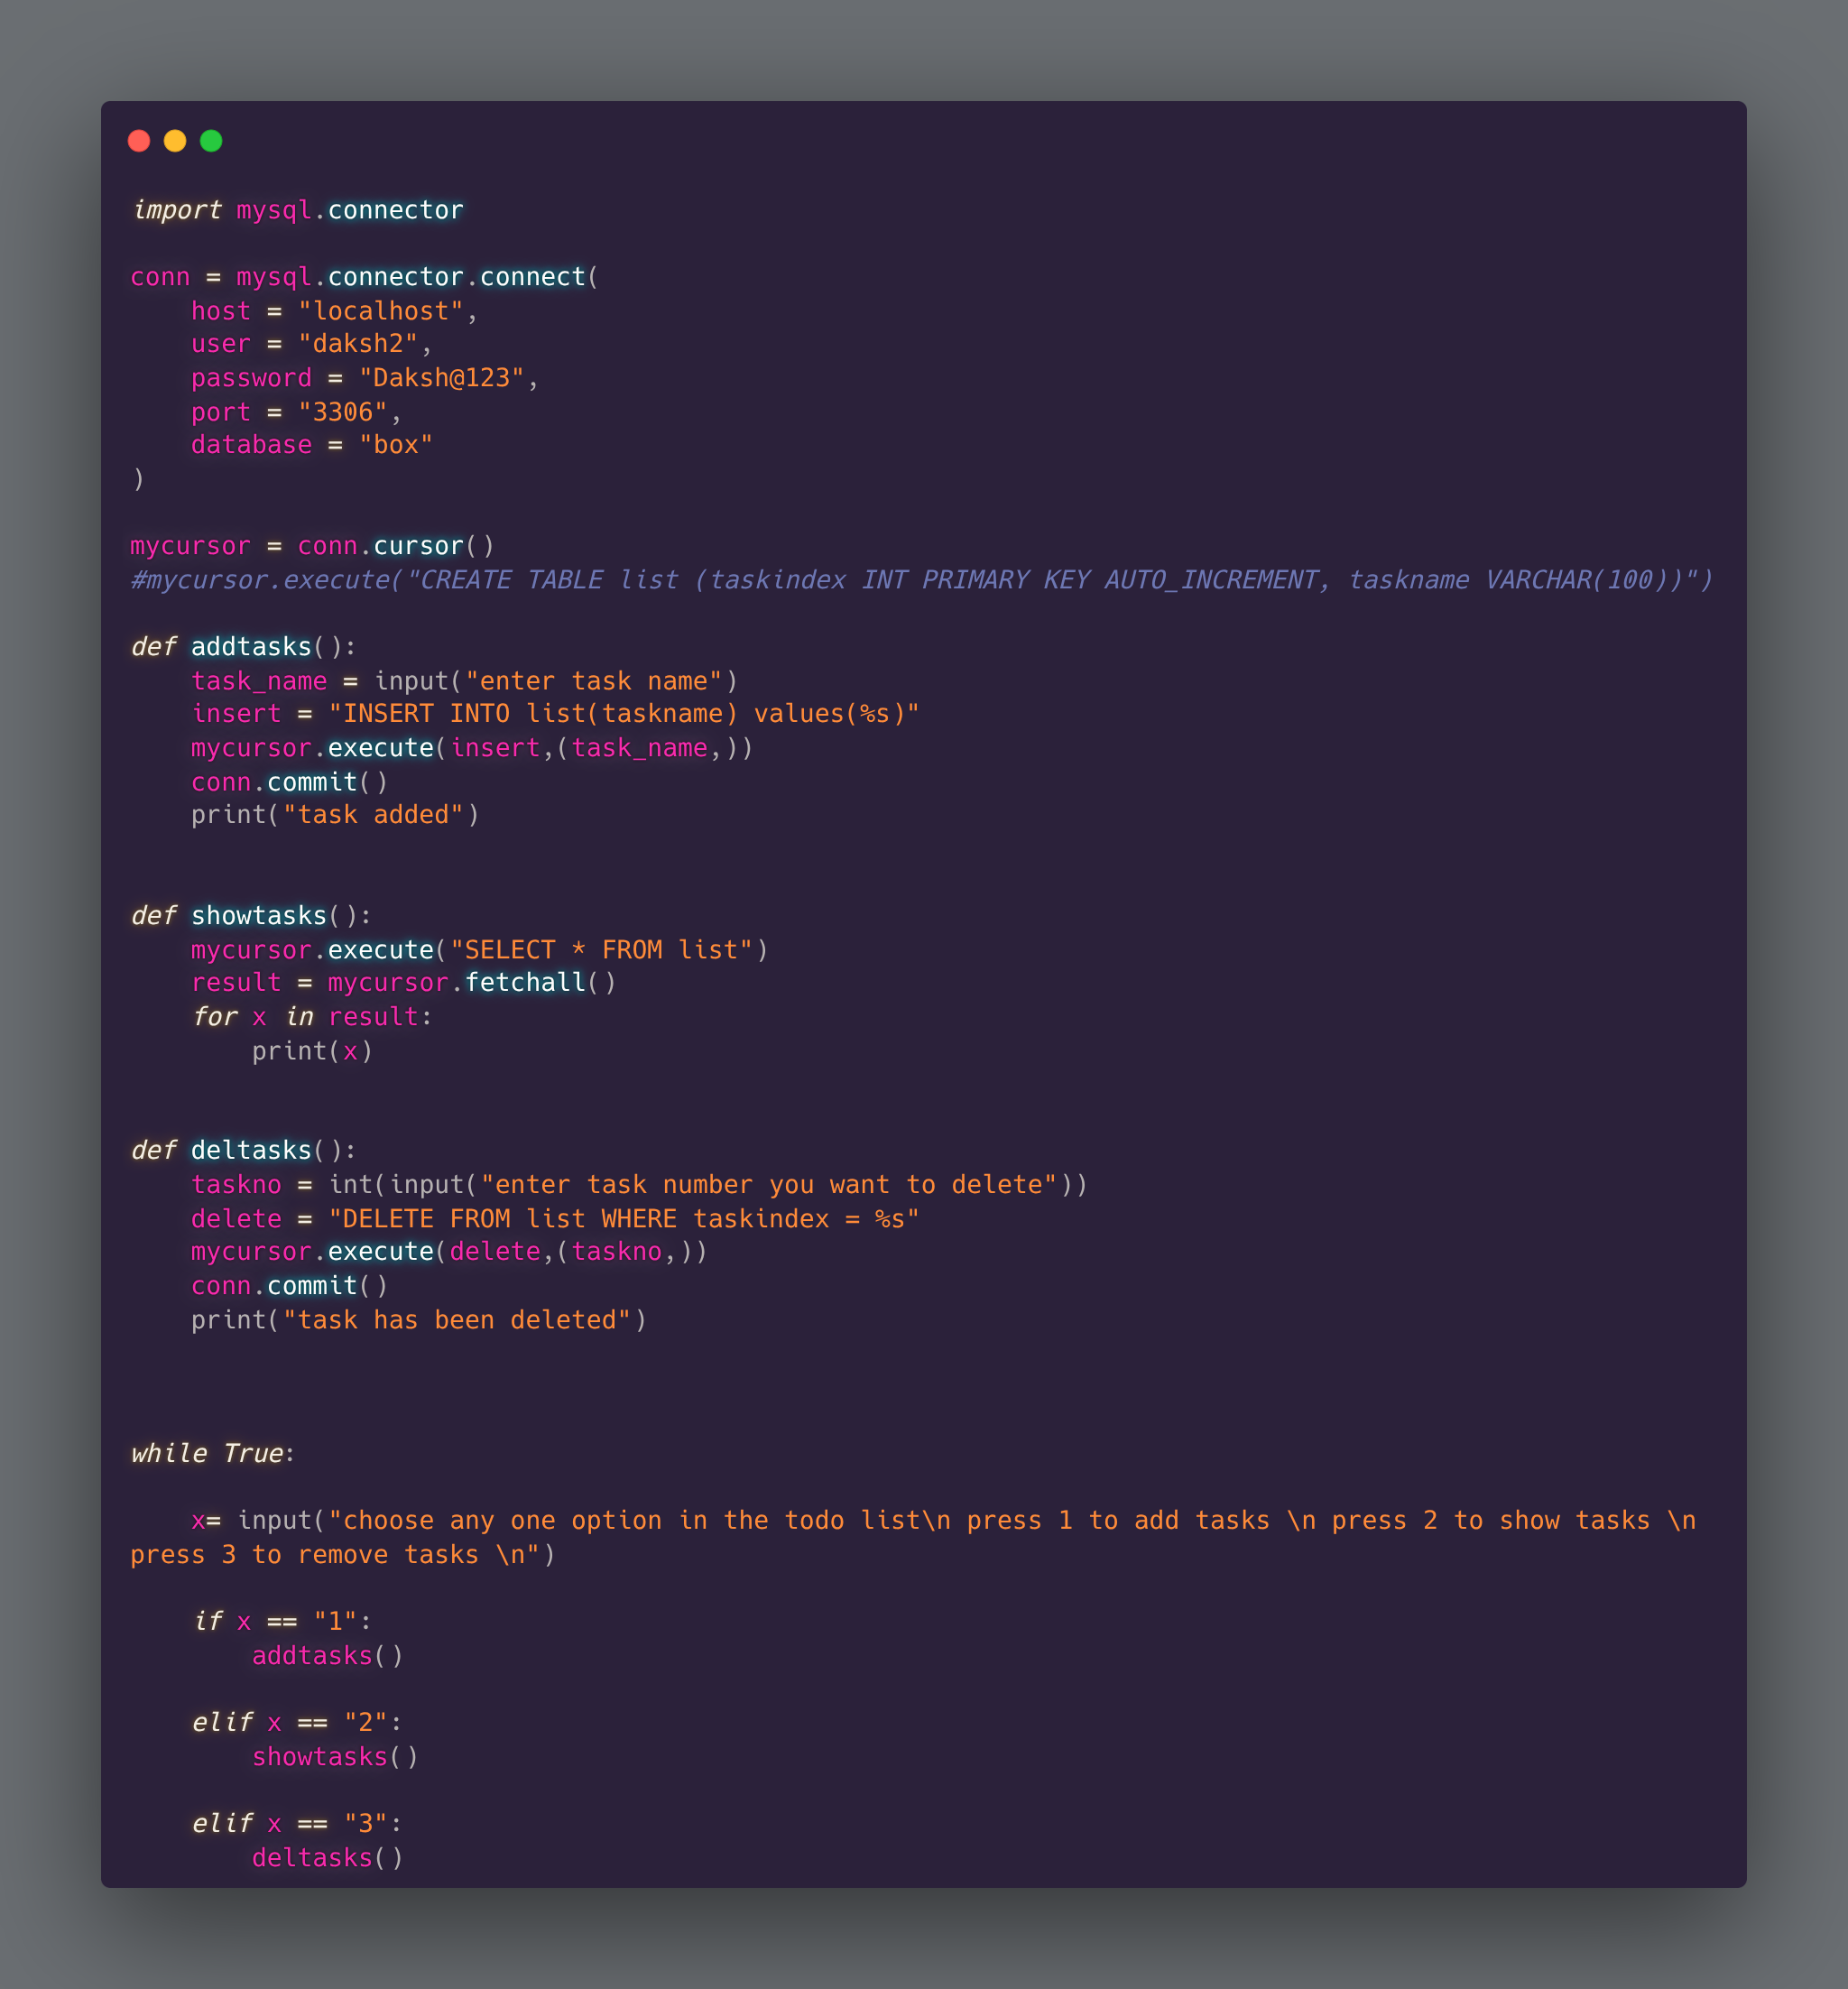 import mysql.connector

conn = mysql.connector.connect(
    host = "localhost",
    user = "daksh2",
    password = "Daksh@123",
    port = "3306",
    database = "box"
)

mycursor = conn.cursor()
#mycursor.execute("CREATE TABLE list (taskindex INT PRIMARY KEY AUTO_INCREMENT, taskname VARCHAR(100))")

def addtasks():
    task_name = input("enter task name")
    insert = "INSERT INTO list(taskname) values(%s)"
    mycursor.execute(insert,(task_name,))
    conn.commit()
    print("task added")


def showtasks():
    mycursor.execute("SELECT * FROM list")
    result = mycursor.fetchall()
    for x in result:
        print(x)


def deltasks():
    taskno = int(input("enter task number you want to delete"))
    delete = "DELETE FROM list WHERE taskindex = %s"
    mycursor.execute(delete,(taskno,))
    conn.commit()
    print("task has been deleted")



while True:

    x= input("choose any one option in the todo list\n press 1 to add tasks \n press 2 to show tasks \n
press 3 to remove tasks \n")

    if x == "1":
        addtasks()

    elif x == "2":
        showtasks()

    elif x == "3":
        deltasks()